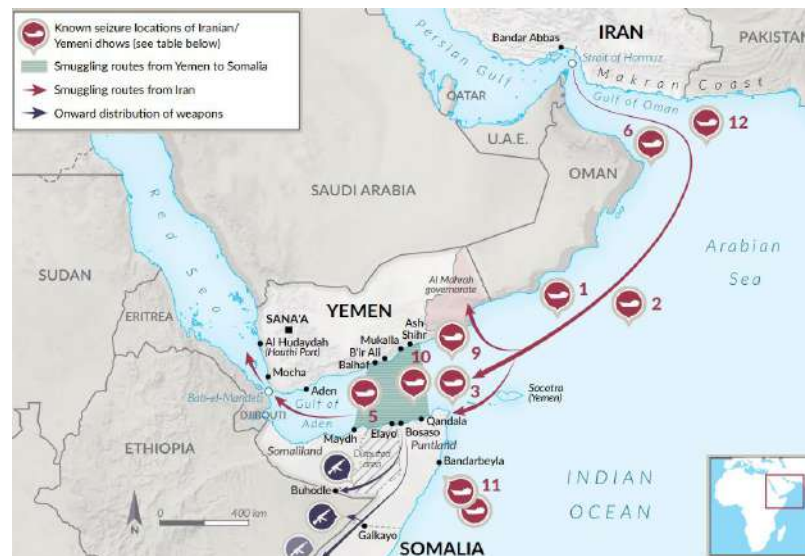 Known seizure locations of Iranian/
Yemeni dhows (see table below)
Smuggling routes from Yemen to Somalia
Smuggling routes from Iran
Onward distribution of weapons
IRAN
Bandar Abbas
PAKISTAN
Strait of Hormuz
Persian Gulf
Makran Coast
Gulf of Oman
QATAR
12
6
U.A.E.
OMAN
SAUDI ARABIA
Red Sea
Arabian
Sea
SUDAN
Al Mahrah
governorate
1
2
YEMEN
SANA'A
ERITREA
Ash
Shihr
Mukalla
Al Hudaydah
(Houthi Port)
B'ir Ali
Balhaf
10
9
Mocha
Aden
3
Socotra
(Yemen)
Bab-el-Mandeb
Gulf of
Aden
5
DJIBOUTI
Qandala
Maydh
Elayo
Bosaso
Puntland
ETHIOPIA
Somaliland
Disputed
area
Bandarbeyla
INDIAN
OCEAN
Buhodle
11
N
0
400 km
Galkayo
SOMALIA